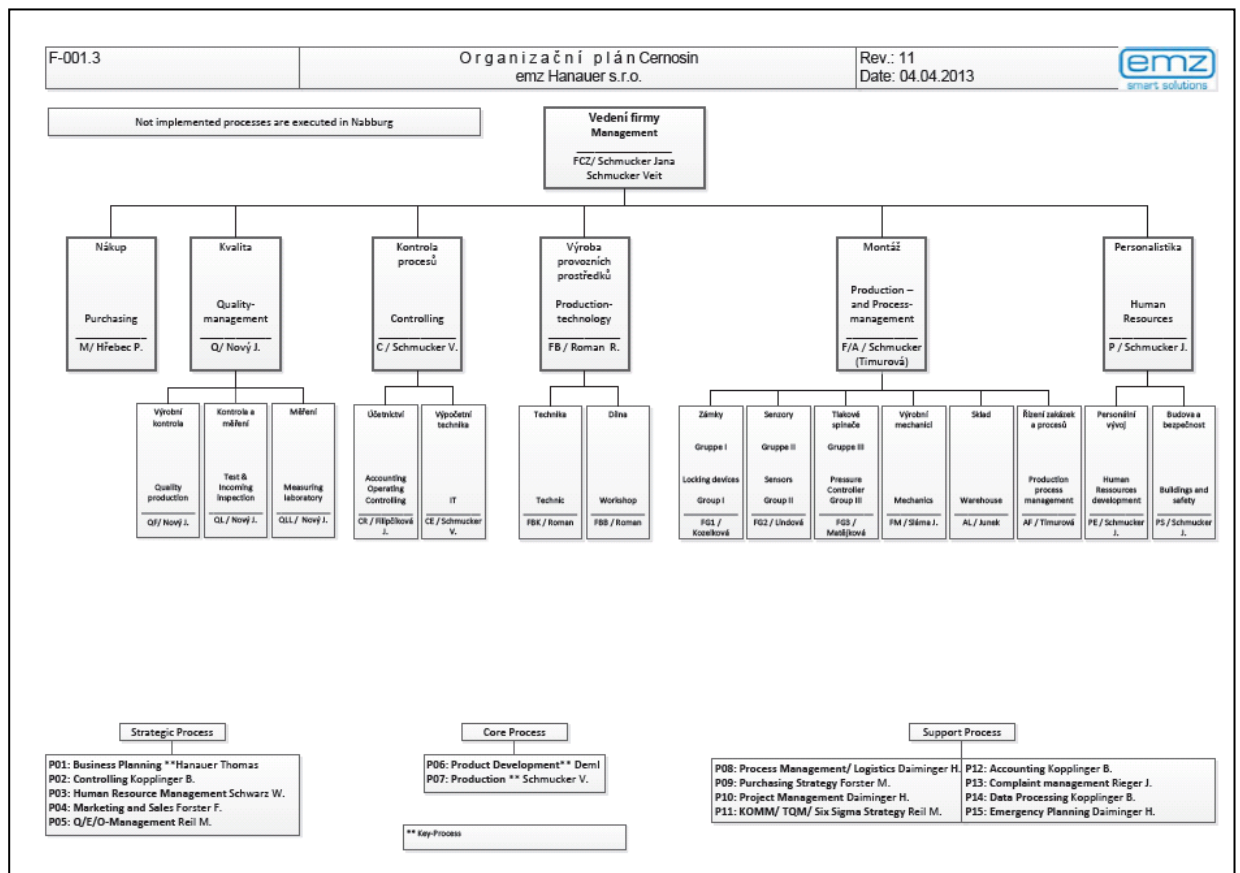 F-001.3
Organizační plán Cernosin
emz Hanauer s.r.o.
Rev.: 11
Date: 04.04.2013
emz
smart solutions
Not implemented processes are executed in Nabburg
Vedení firmy
Management
FCZ/ Schmucker Jana
Schmucker Veit
Nákup
Purchasing
M/ Hřebec P.
Kvalita
Quality-
management
Q/ Nový J.
Kontrola
procesů
Controlling
C / Schmucker V.
Výroba
provozních
prostředků
Production-
technology
FB / Roman R.
Montáž
Production –
and Process-
management
F/A / Schmucker
(Timurová)
Personalistika
Human
Resources
P / Schmucker J.
Výrobní
kontrola
Quality
production
QF/ Nový J.
Kontrola a
měření
Test &
Incoming
inspection
QL / Nový J.
Měření
Measuring
laboratory
QLL / Nový J.
Účetnictví
Accounting
Operating
Controlling
CR / Filipčíková
J.
Výpočetní
technika
IT
CE / Schmucker
V.
Technika
Technic
FBK / Roman
Dílna
Workshop
FBB / Roman
Zámky
Gruppe I
Locking devices
Group I
FG1 /
Kozelková
Senzory
Gruppe II
Sensors
Group II
FG2 / Lindová
Tlakové
spínače
Gruppe III
Pressure
Controller
Group III
FG3 /
Matějková
Výrobní
mechanici
Mechanics
FM / Sláma J.
Sklad
Warehouse
AL / Junek
Řízení zakázek
a procesů
Production
process
management
AF / Timurová
Personální
vývoj
Human
Ressources
development
PE / Schmucker
J.
Budova a
bezpečnost
Buildings and
safety
PS / Schmucker
J.
Strategic Process
P01: Business Planning **Hanauer Thomas
P02: Controlling Kopplinger B.
P03: Human Resource Management Schwarz W.
P04: Marketing and Sales Forster F.
P05: Q/E/O-Management Reil M.
Core Process
P06: Product Development** Deml
P07: Production ** Schmucker V.
** Key-Process
Support Process
P08: Process Management/ Logistics Daiminger H.
P09: Purchasing Strategy Forster M.
P10: Project Management Daiminger H.
P11: KOMM/ TQM/ Six Sigma Strategy Reil M.
P12: Accounting Kopplinger B.
P13: Complaint management Rieger J.
P14: Data Processing Kopplinger B.
P15: Emergency Planning Daiminger H.